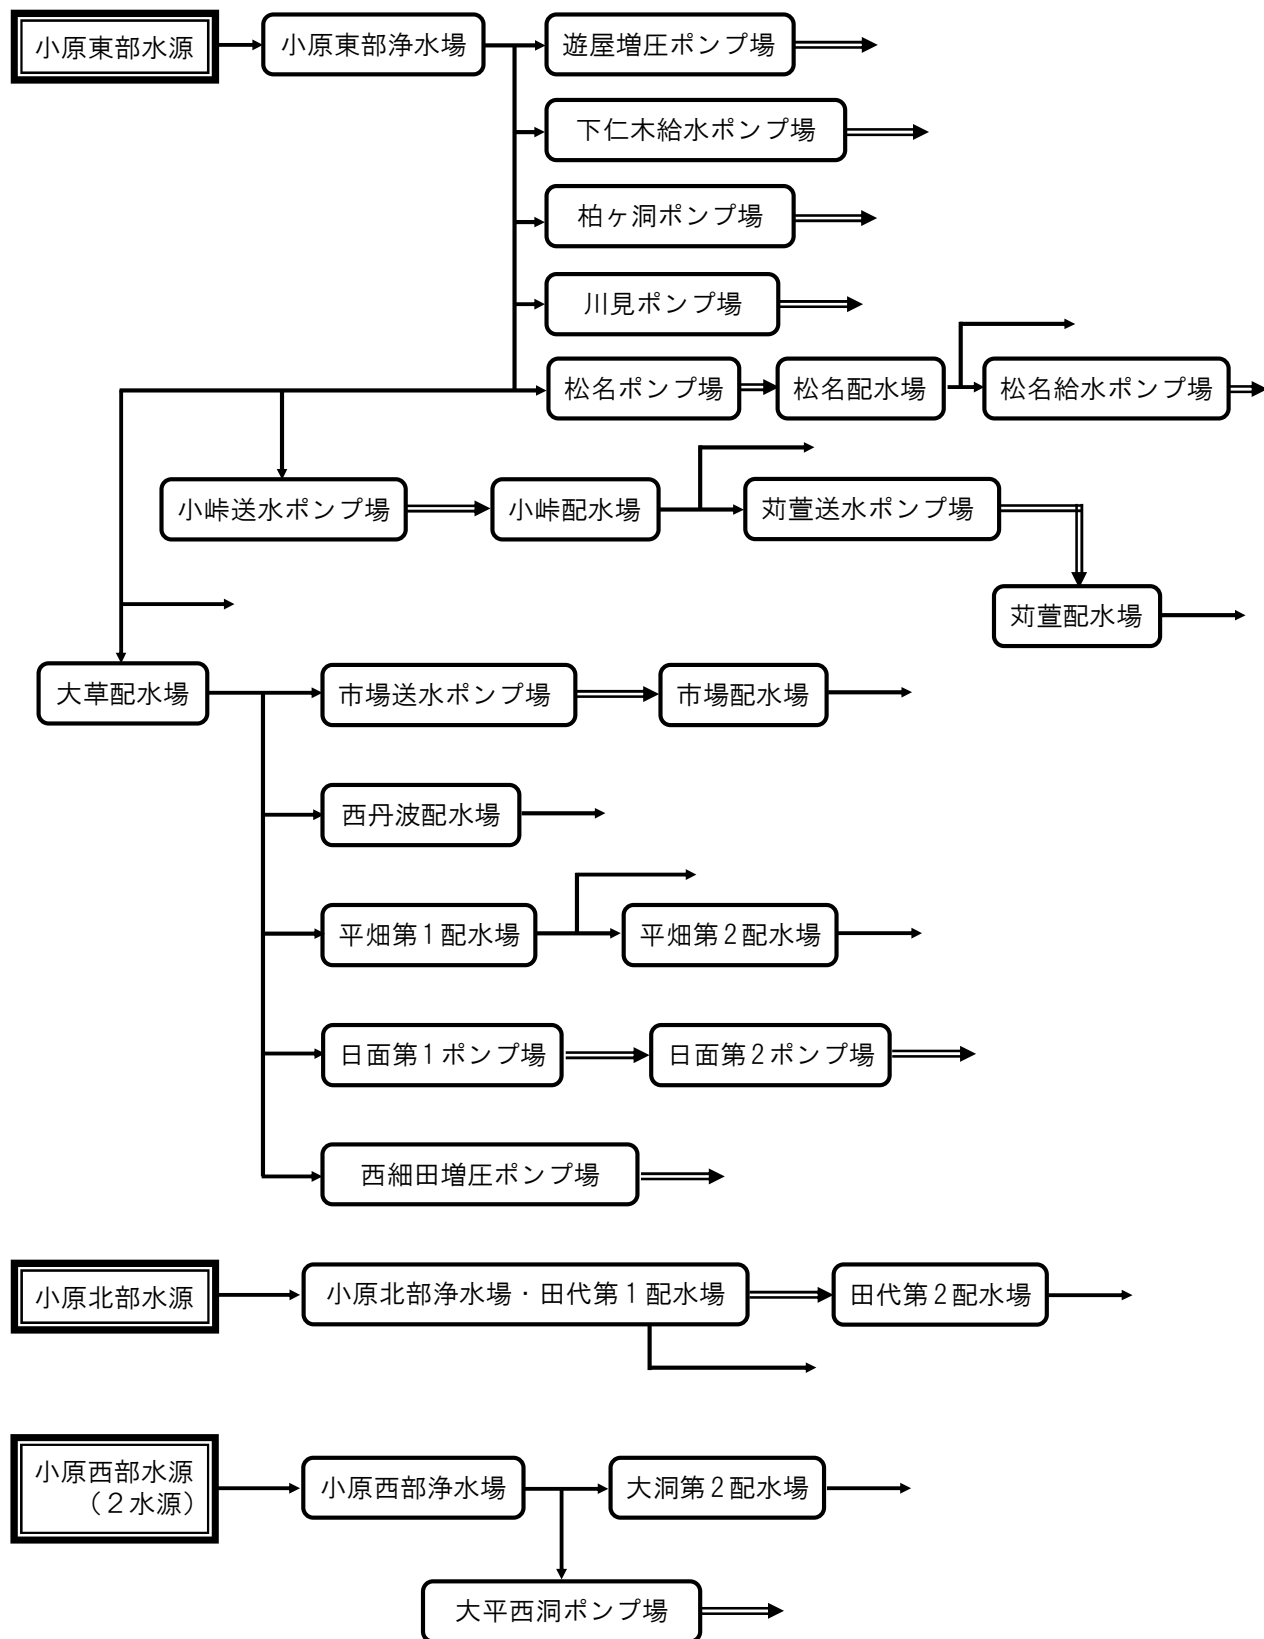 小原東部水源
小原東部浄水場
遊屋増圧ポンプ場
下仁木給水ポンプ場
柏ヶ洞ポンプ場
川見ポンプ場
松名ポンプ場
松名配水場
松名給水ポンプ場
小峠送水ポンプ場
小峠配水場
苅萱送水ポンプ場
苅萱配水場
大草配水場
市場送水ポンプ場
市場配水場
西丹波配水場
平畑第1配水場
平畑第2配水場
日面第1ポンプ場
日面第2ポンプ場
西細田増圧ポンプ場
小原北部水源
小原北部浄水場・田代第1配水場
田代第2配水場
小原西部水源
（２水源）
小原西部浄水場
大洞第2配水場
大平西洞ポンプ場